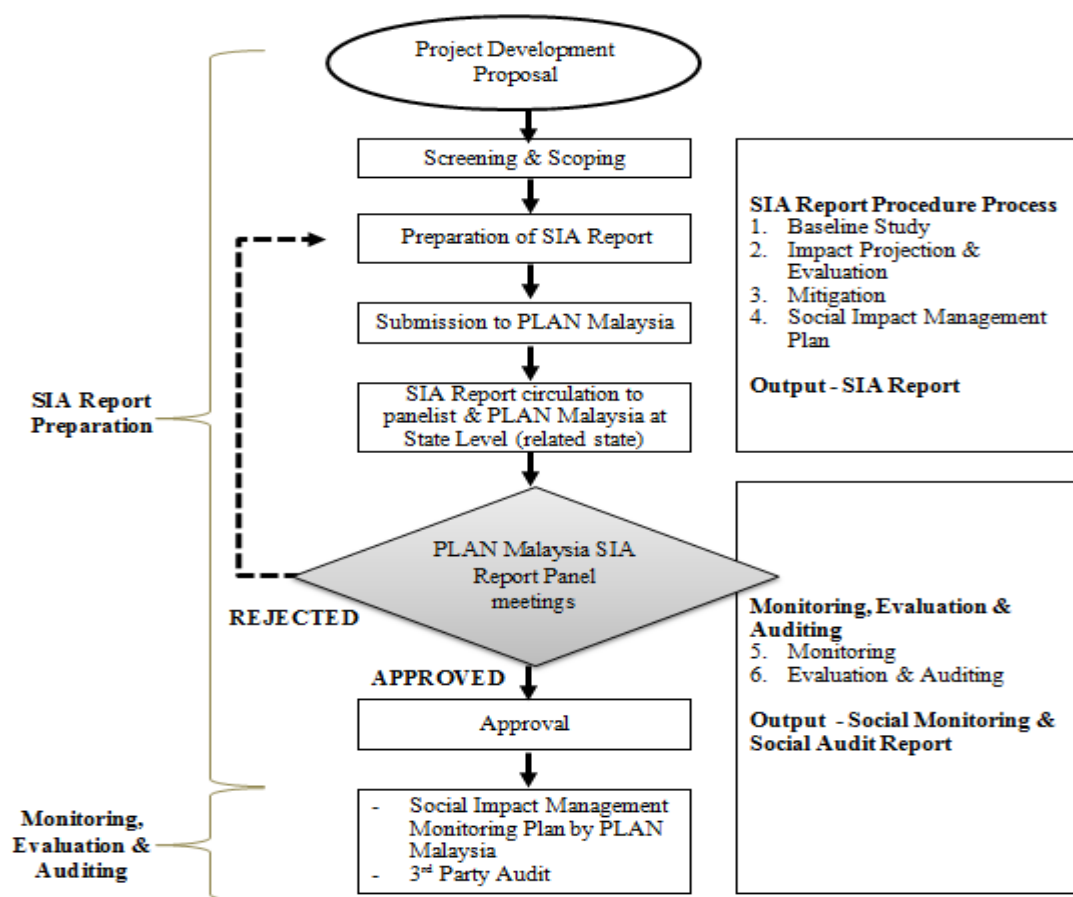 Project Development
Proposal
Screening & Scoping
Preparation of SIA Report
Submission to PLAN Malaysia
SIA Report circulation to
panelist & PLAN Malaysia at
State Level (related state)
PLAN Malaysia SIA
Report Panel
meetings
REJECTED
APPROVED
Approval
- Social Impact Management
Monitoring Plan by PLAN
Malaysia
- 3rd Party Audit
SIA Report
Preparation
Monitoring,
Evaluation &
Auditing
SIA Report Procedure Process
1. Baseline Study
2. Impact Projection &
Evaluation
3. Mitigation
4. Social Impact Management
Plan
Output - SIA Report
Monitoring, Evaluation &
Auditing
5. Monitoring
6. Evaluation & Auditing
Output - Social Monitoring &
Social Audit Report